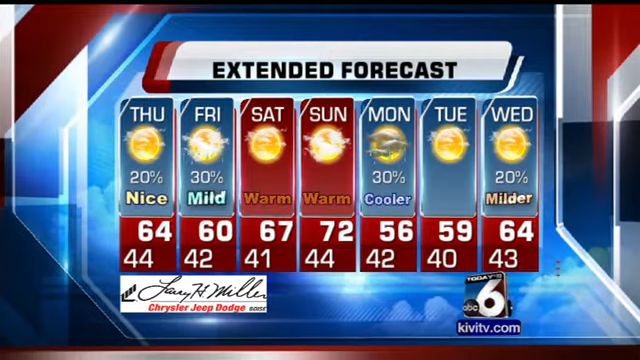 EXTENDED FORECAST
THU FRI SAT SUN MON TUE WED
20% 30% 30% 20%
Nice Mild Warm Warm Cooler Milder
64 60 67 72 56 59 64
44 42 41 44 42 40 43
Larry H. Miller
Chrysler Jeep Dodge BOISE
TODAY'S
abc 6
kivitv.com